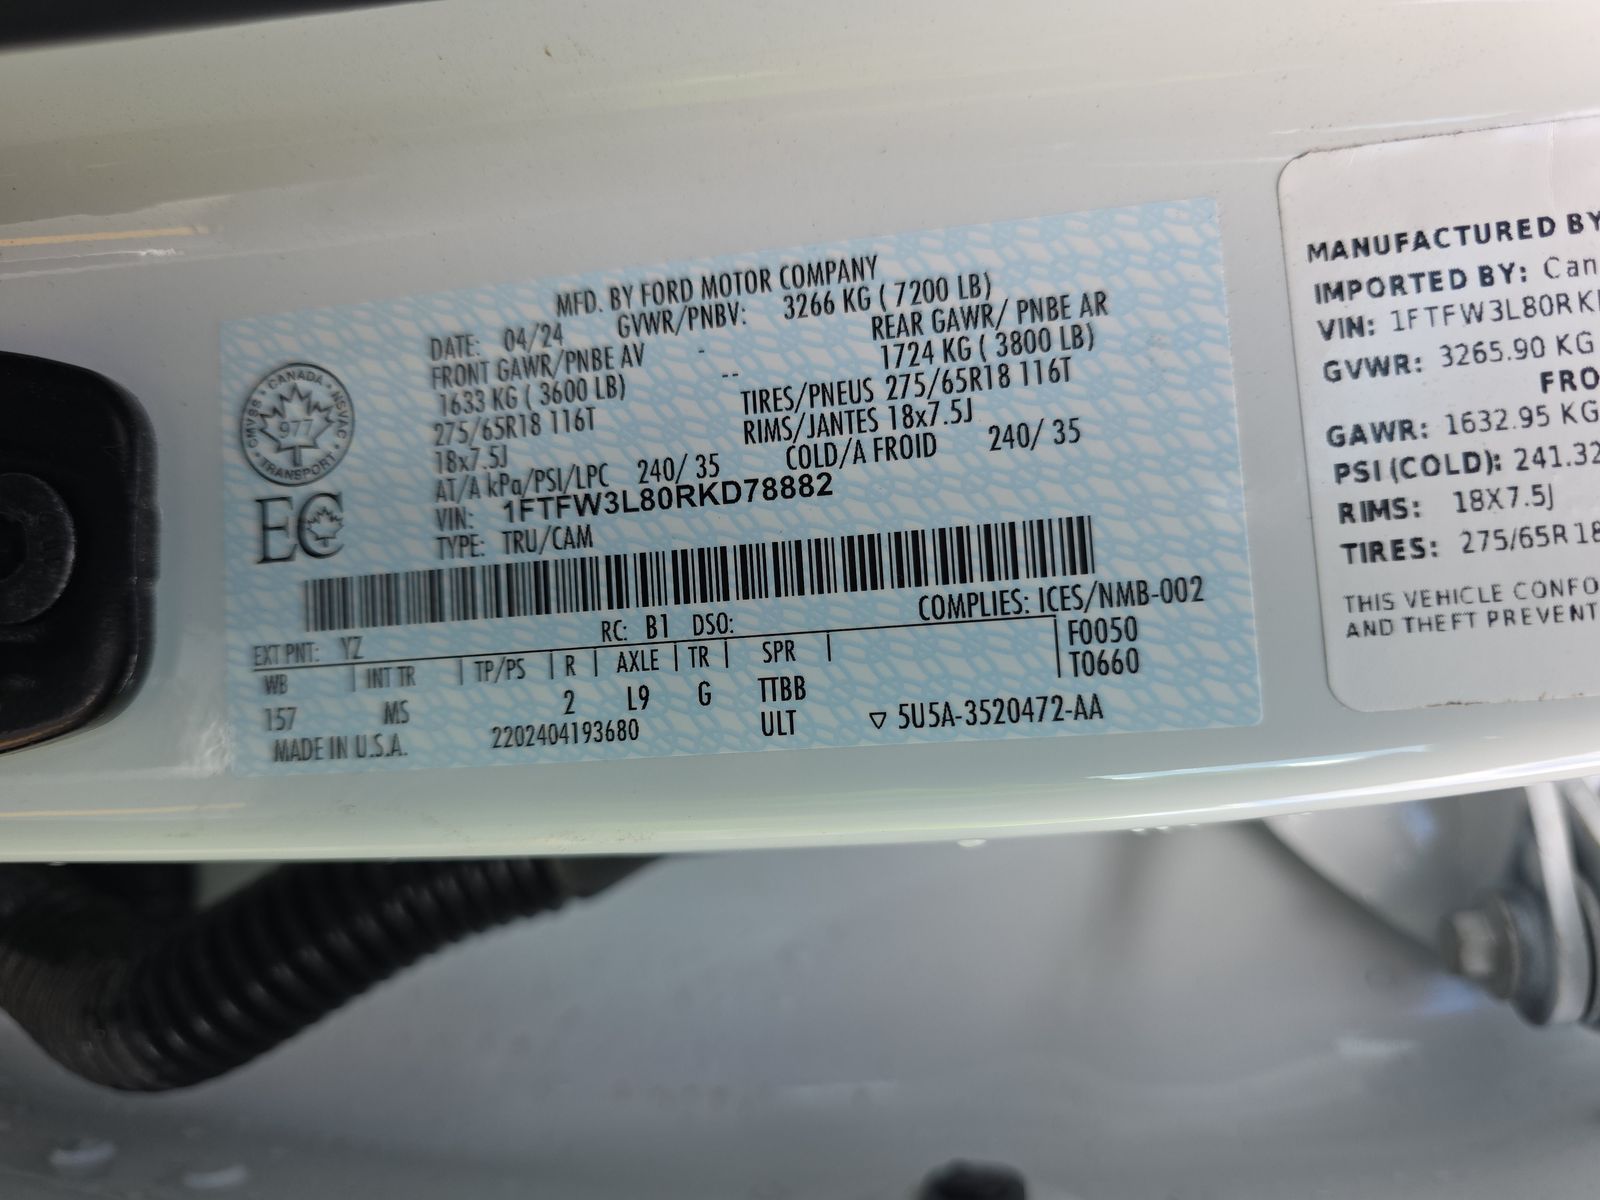 MFD. BY FORD MOTOR COMPANY
DATE: 04/24 GVWR/PNBV: 3266 KG ( 7200 LB)
FRONT GAWR/PNBE AV - REAR GAWR/ PNBE AR
1633 KG ( 3600 LB) -- 1724 KG ( 3800 LB)
275/65R18 116T TIRES/PNEUS 275/65R18 116T
18x7.5J RIMS/JANTES 18x7.5J
AT/A kPa/PSI/LPC 240/ 35 COLD/A FROID 240/ 35
VIN: 1FTFW3L80RKD78882
TYPE: TRU/CAM
CANADA
CMVSS NSVAC
977
TRANSPORT
EC
COMPLIES: ICES/NMB-002
EXT PNT: YZ RC: B1 DSO: F0050
WB | INT TR | TP/PS | R | AXLE | TR | SPR | T0660
157 MS 2 L9 G TTBB
MADE IN U.S.A. 2202404193680 ULT ▽ 5U5A-3520472-AA
MANUFACTURED BY
IMPORTED BY: Can
VIN: 1FTFW3L80RK
GVWR: 3265.90 KG
FRO
GAWR: 1632.95 KG
PSI (COLD): 241.32
RIMS: 18X7.5J
TIRES: 275/65R18
THIS VEHICLE CONFO
AND THEFT PREVENT